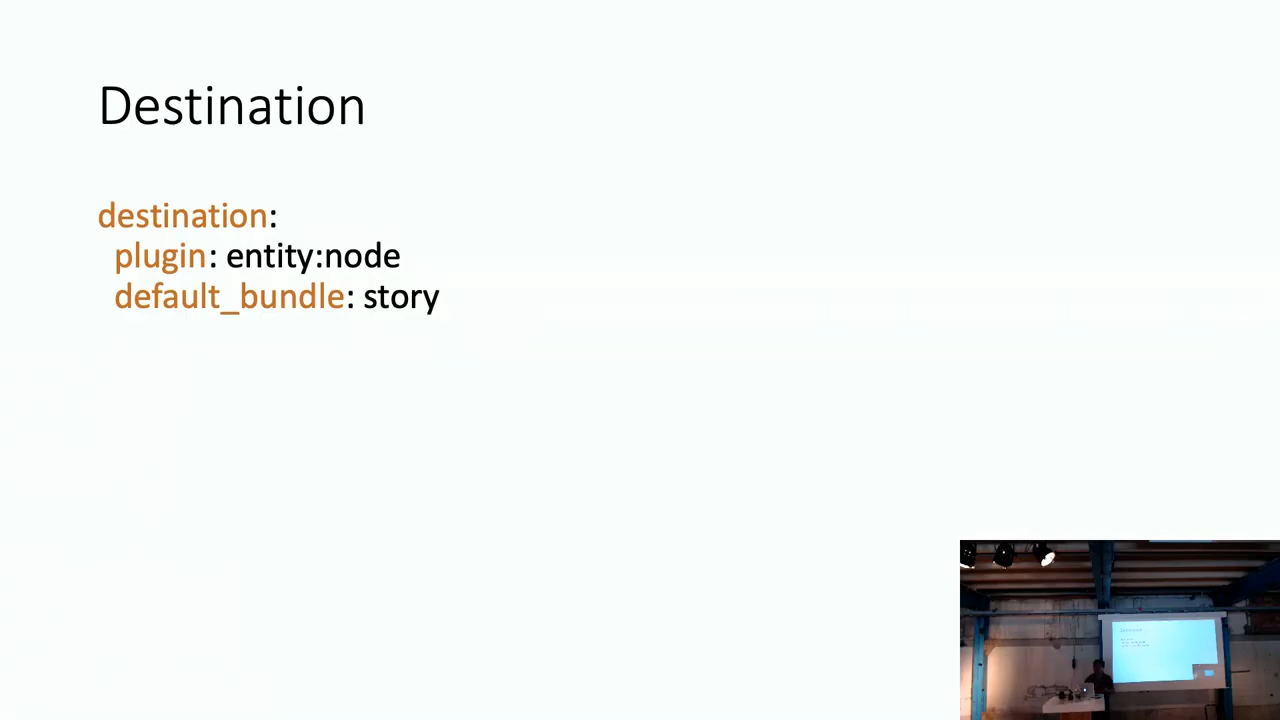 Destination
destination:
plugin: entity:node
default_bundle: story